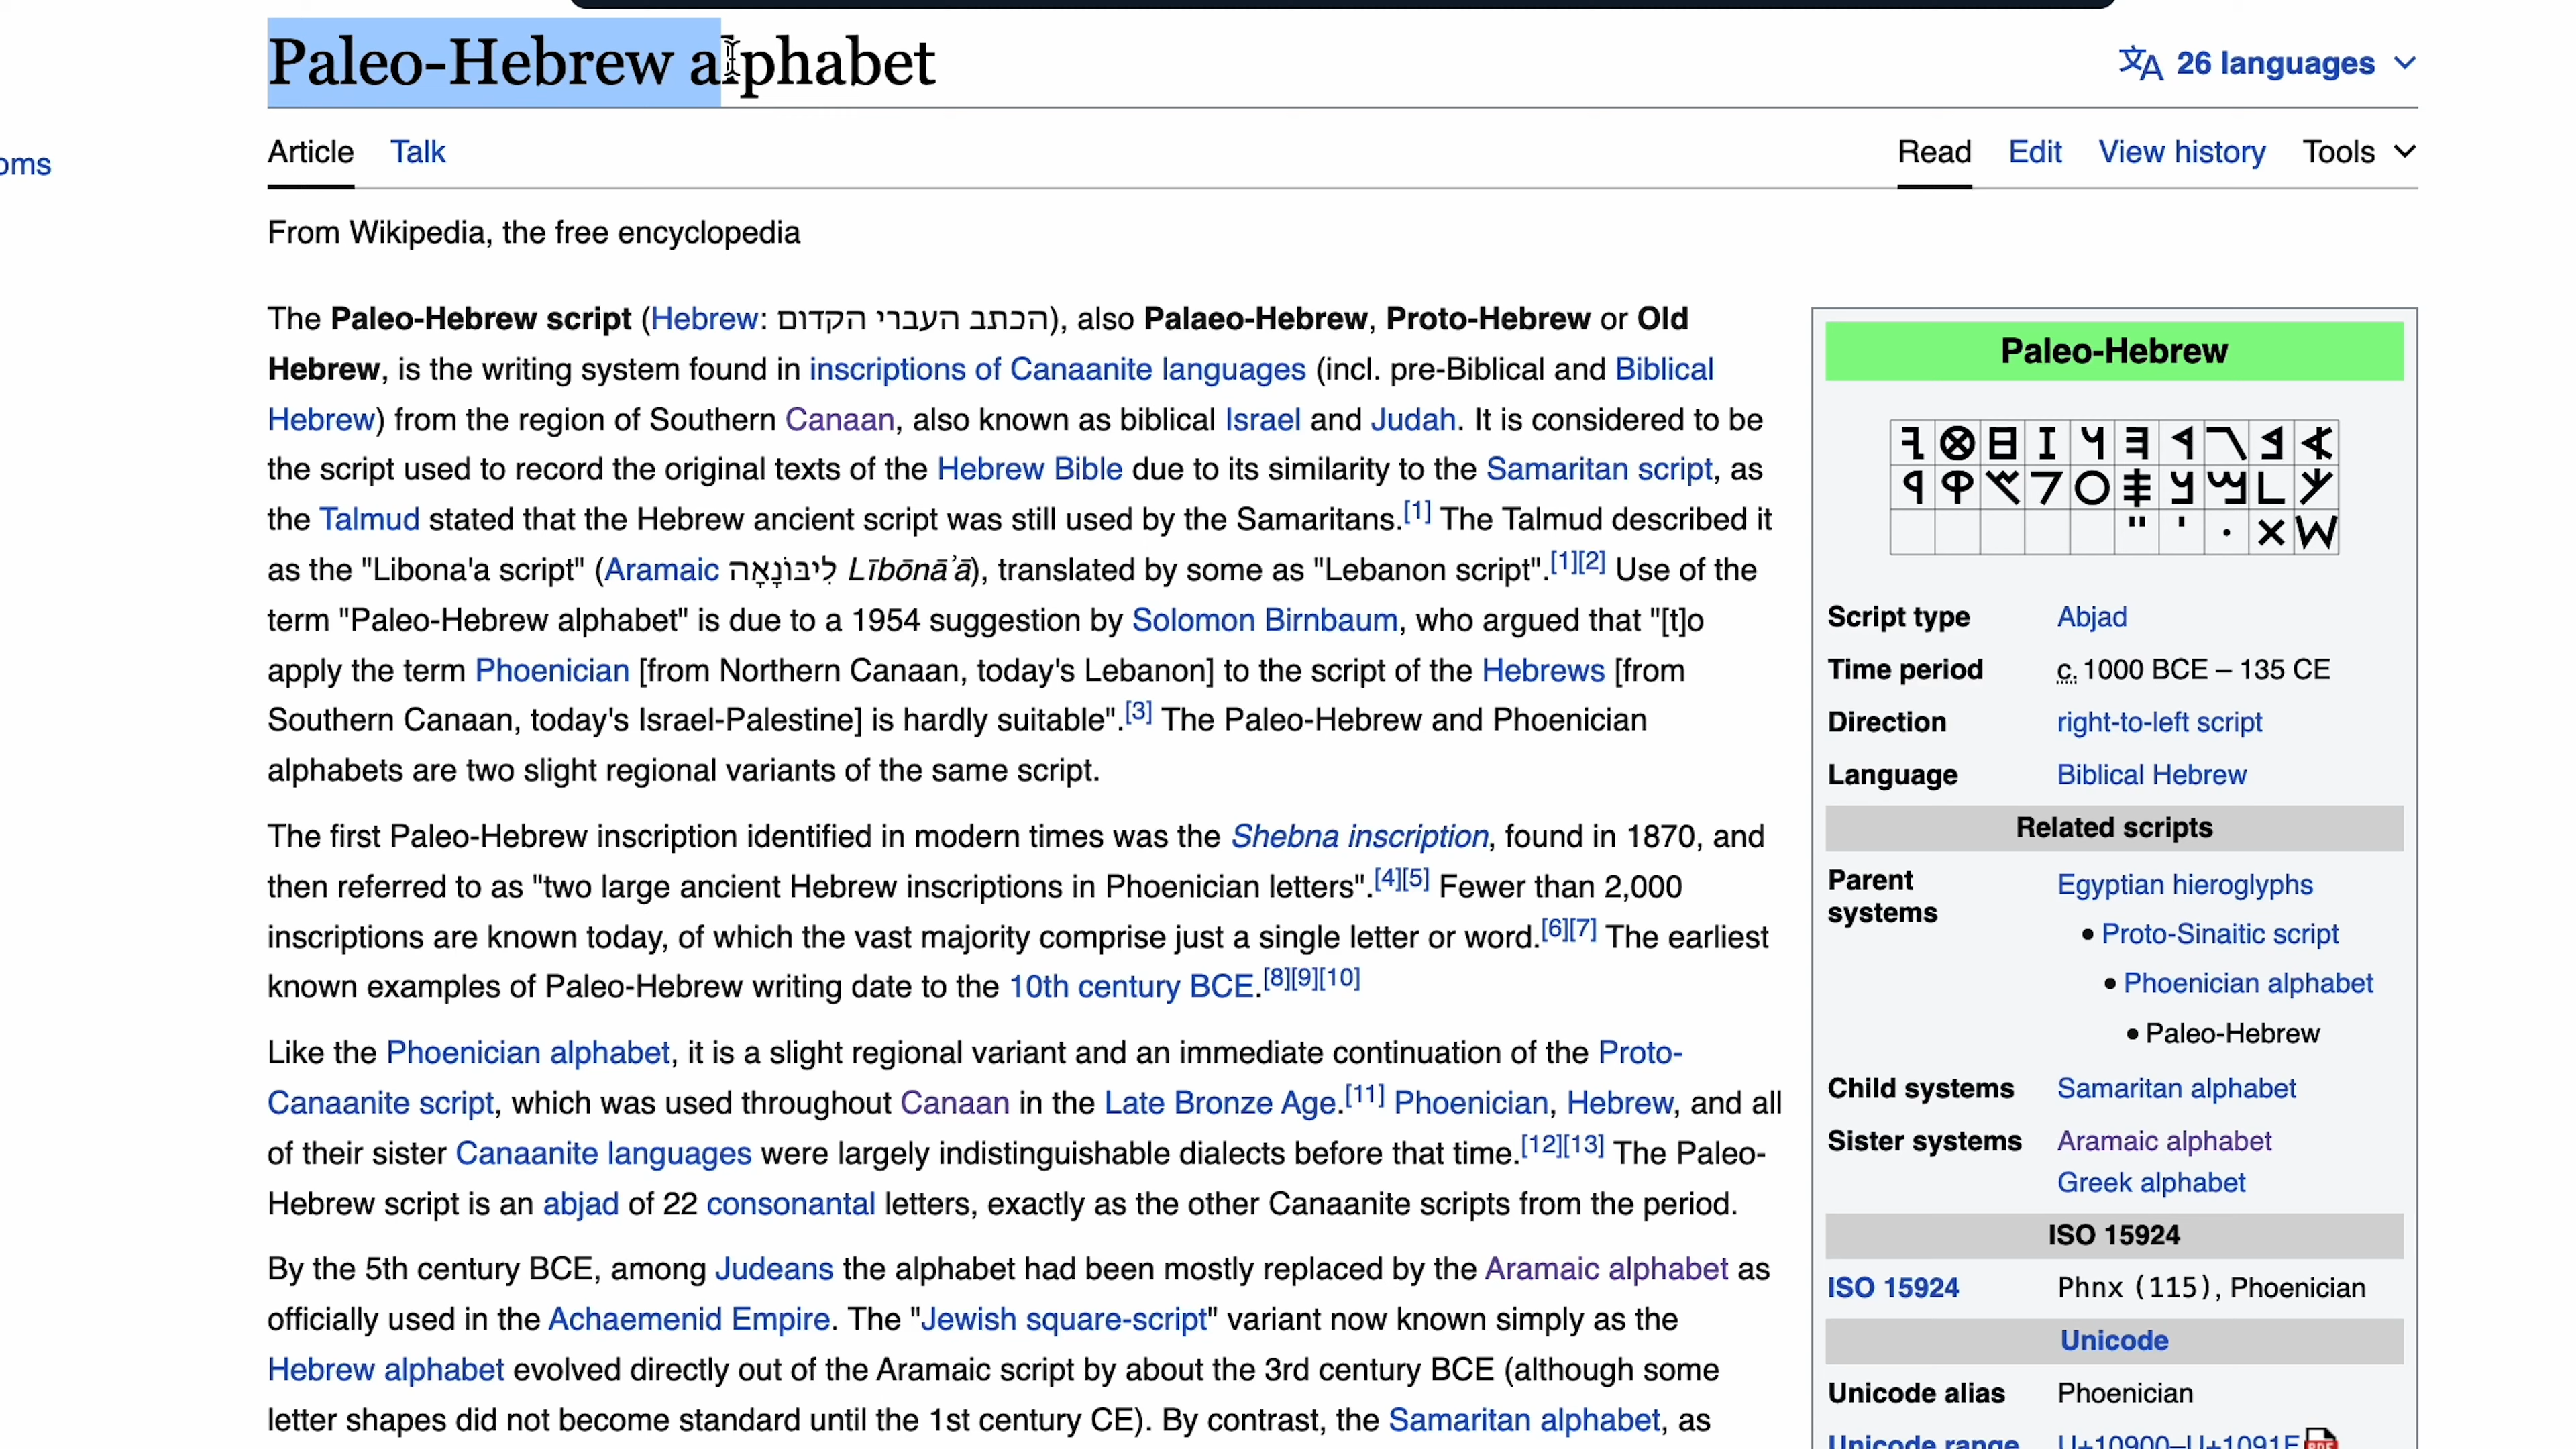 Paleo-Hebrew alphabet
26 languages
Article Talk
Read Edit View history Tools
oms
From Wikipedia, the free encyclopedia
The Paleo-Hebrew script (Hebrew: הכתב העברי הקדום), also Palaeo-Hebrew, Proto-Hebrew or Old
Hebrew, is the writing system found in inscriptions of Canaanite languages (incl. pre-Biblical and Biblical
Hebrew) from the region of Southern Canaan, also known as biblical Israel and Judah. It is considered to be
the script used to record the original texts of the Hebrew Bible due to its similarity to the Samaritan script, as
the Talmud stated that the Hebrew ancient script was still used by the Samaritans.[1] The Talmud described it
as the "Libona'a script" (Aramaic לִיבּוֹנָאָה Lībōnāʾā), translated by some as "Lebanon script".[1][2] Use of the
term "Paleo-Hebrew alphabet" is due to a 1954 suggestion by Solomon Birnbaum, who argued that "[t]o
apply the term Phoenician [from Northern Canaan, today's Lebanon] to the script of the Hebrews [from
Southern Canaan, today's Israel-Palestine] is hardly suitable".[3] The Paleo-Hebrew and Phoenician
alphabets are two slight regional variants of the same script.
The first Paleo-Hebrew inscription identified in modern times was the Shebna inscription, found in 1870, and
then referred to as "two large ancient Hebrew inscriptions in Phoenician letters".[4][5] Fewer than 2,000
inscriptions are known today, of which the vast majority comprise just a single letter or word.[6][7] The earliest
known examples of Paleo-Hebrew writing date to the 10th century BCE.[8][9][10]
Like the Phoenician alphabet, it is a slight regional variant and an immediate continuation of the Proto-
Canaanite script, which was used throughout Canaan in the Late Bronze Age.[11] Phoenician, Hebrew, and all
of their sister Canaanite languages were largely indistinguishable dialects before that time.[12][13] The Paleo-
Hebrew script is an abjad of 22 consonantal letters, exactly as the other Canaanite scripts from the period.
By the 5th century BCE, among Judeans the alphabet had been mostly replaced by the Aramaic alphabet as
officially used in the Achaemenid Empire. The "Jewish square-script" variant now known simply as the
Hebrew alphabet evolved directly out of the Aramaic script by about the 3rd century BCE (although some
letter shapes did not become standard until the 1st century CE). By contrast, the Samaritan alphabet, as
Paleo-Hebrew
𐤀 𐤁 𐤂 𐤃 𐤄 𐤅 𐤆 𐤇 𐤈 𐤉
𐤊 𐤋 𐤌 𐤍 𐤎 𐤏 𐤐 𐤑 𐤒 𐤓
𐤔 𐤕 · ' "
Script type Abjad
Time period c. 1000 BCE – 135 CE
Direction right-to-left script
Language Biblical Hebrew
Related scripts
Parent systems Egyptian hieroglyphs
• Proto-Sinaitic script
• Phoenician alphabet
• Paleo-Hebrew
Child systems Samaritan alphabet
Sister systems Aramaic alphabet
Greek alphabet
ISO 15924
ISO 15924 Phnx (115), Phoenician
Unicode
Unicode alias Phoenician
Unicode range U+10900–U+1091F